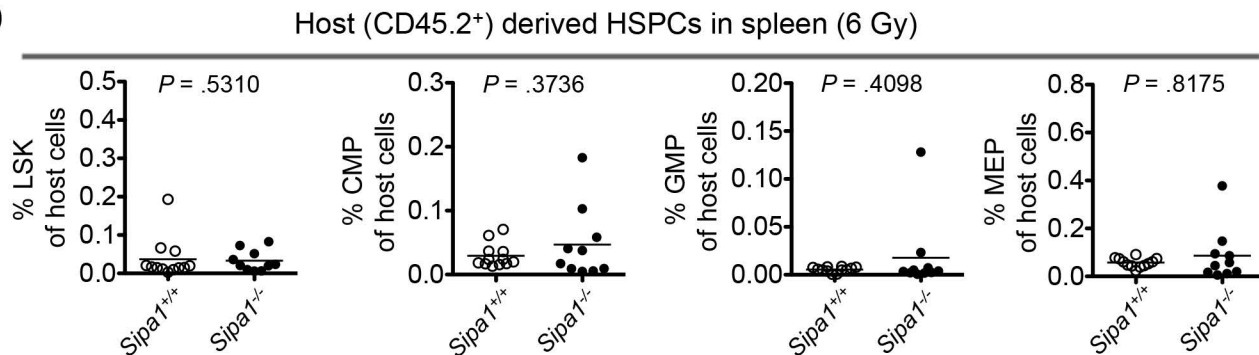 Host (CD45.2⁺) derived HSPCs in spleen (6 Gy)
% LSK
of host cells
0.5
0.4
0.3
0.2
0.1
0.0
P = .5310
Sipa1⁺/⁺
Sipa1⁻/⁻
% CMP
of host cells
0.3
0.2
0.1
0.0
P = .3736
Sipa1⁺/⁺
Sipa1⁻/⁻
% GMP
of host cells
0.20
0.15
0.10
0.05
0.00
P = .4098
Sipa1⁺/⁺
Sipa1⁻/⁻
% MEP
of host cells
0.8
0.6
0.4
0.2
0.0
P = .8175
Sipa1⁺/⁺
Sipa1⁻/⁻